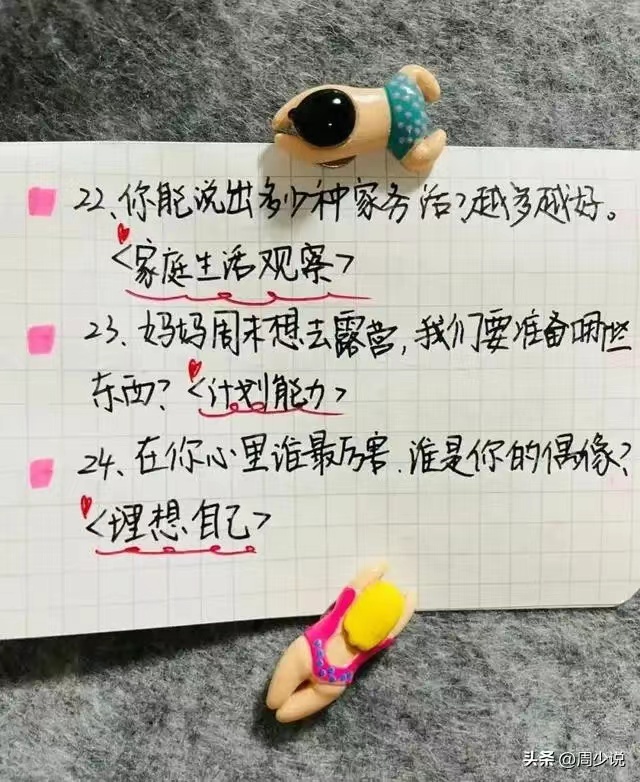 22、你能说出多少种家务活?越多越好。
<家庭生活观察>
23、妈妈周末想去露营,我们要准备哪些
东西?<计划能力>
24、在你心里谁最厉害.谁是你的偶像?
<理想自己>
头条 @周少说